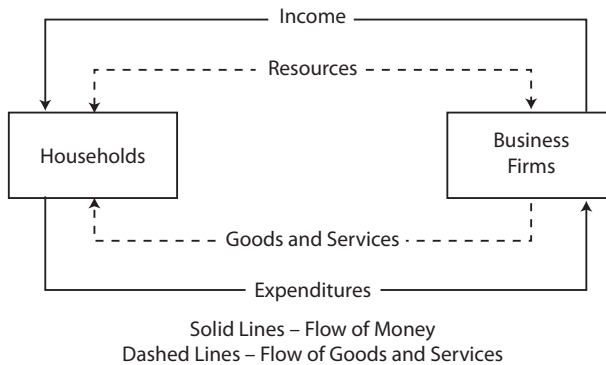 Income
Resources
Households
Business
Firms
Goods and Services
Expenditures
Solid Lines – Flow of Money
Dashed Lines – Flow of Goods and Services